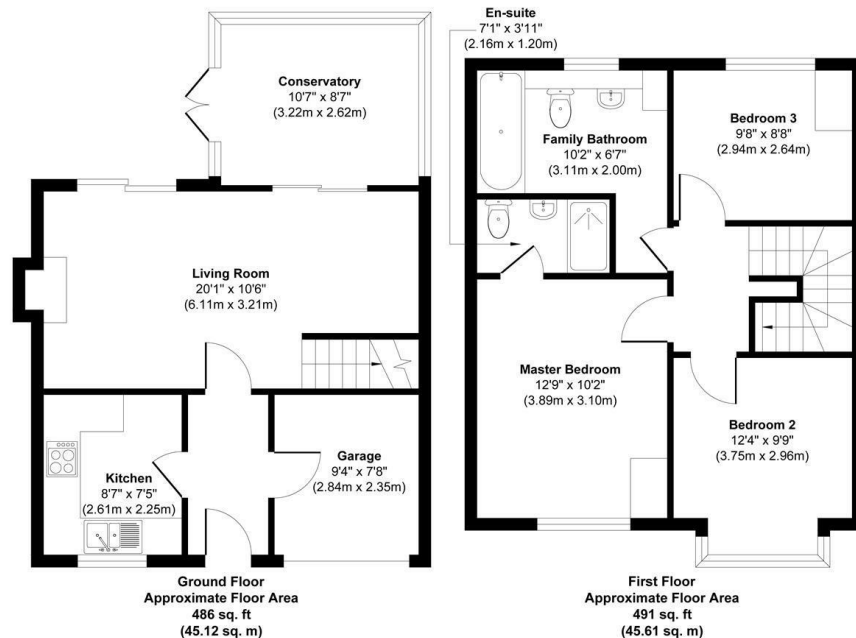 En-suite
7'1" x 3'11"
(2.16m x 1.20m)
Conservatory
10'7" x 8'7"
(3.22m x 2.62m)
Living Room
20'1" x 10'6"
(6.11m x 3.21m)
Kitchen
8'7" x 7'5"
(2.61m x 2.25m)
Garage
9'4" x 7'8"
(2.84m x 2.35m)
Ground Floor
Approximate Floor Area
486 sq. ft
(45.12 sq. m)
Family Bathroom
10'2" x 6'7"
(3.11m x 2.00m)
Bedroom 3
9'8" x 8'8"
(2.94m x 2.64m)
Master Bedroom
12'9" x 10'2"
(3.89m x 3.10m)
Bedroom 2
12'4" x 9'9"
(3.75m x 2.96m)
First Floor
Approximate Floor Area
491 sq. ft
(45.61 sq. m)